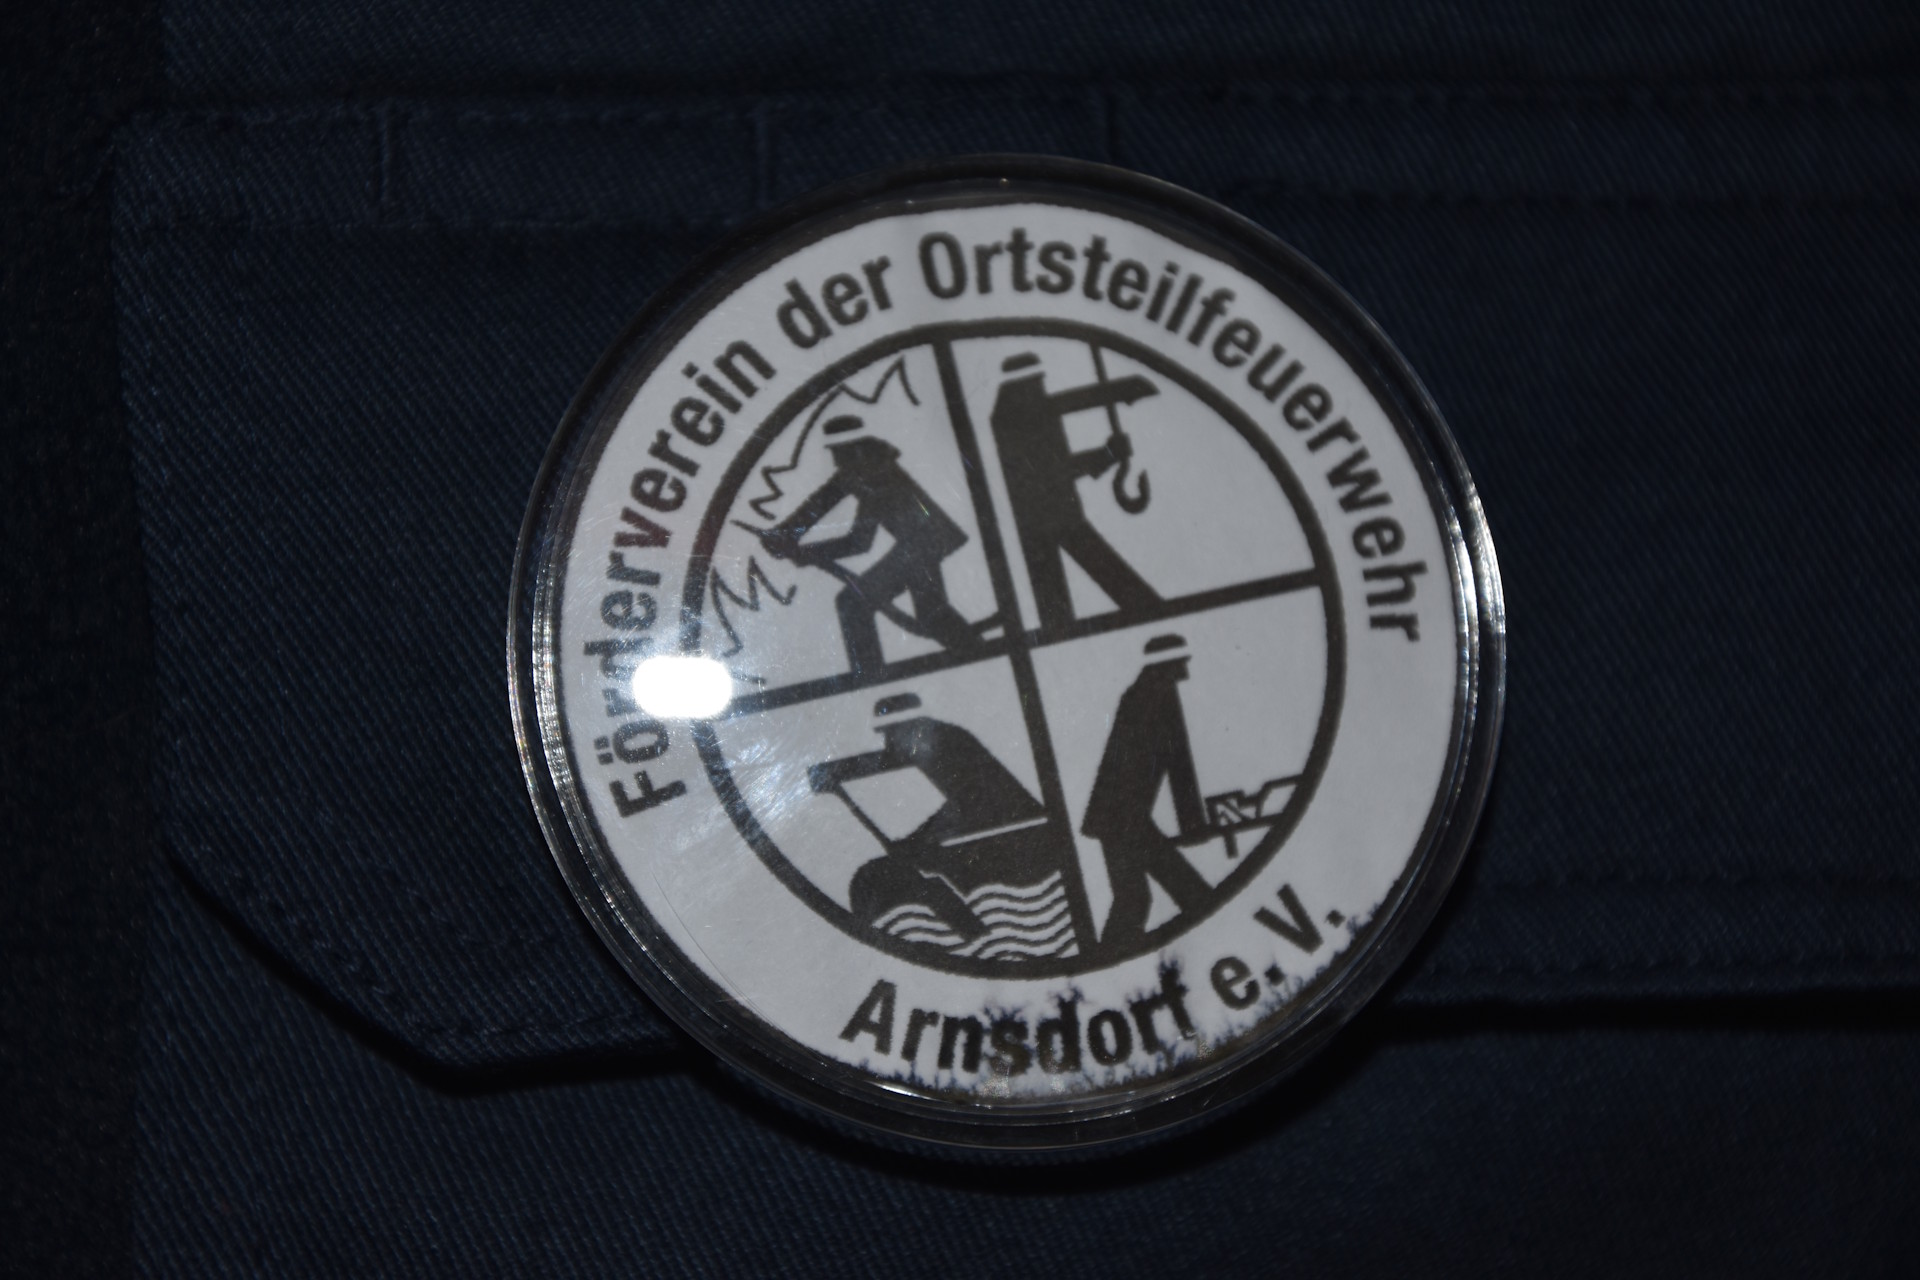 Förderverein der Ortsteilfeuerwehr
Arnsdorf e.V.